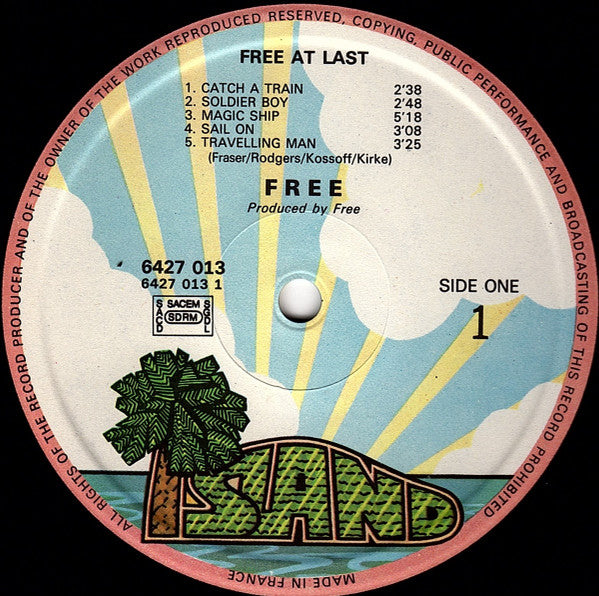 ALL RIGHTS OF THE RECORD PRODUCER AND OF THE OWNER OF THE WORK REPRODUCED RESERVED, COPYING, PUBLIC PERFORMANCE AND BROADCASTING OF THIS RECORD PROHIBITED
FREE AT LAST
1. CATCH A TRAIN 2'38
2. SOLDIER BOY 2'48
3. MAGIC SHIP 5'18
4. SAIL ON 3'08
5. TRAVELLING MAN 3'25
(Fraser/Rodgers/Kossoff/Kirke)
FREE
Produced by Free
6427 013
6427 013 1
SACD SACEM SDRM SGDL
SIDE ONE
1
ISLAND
MADE IN FRANCE